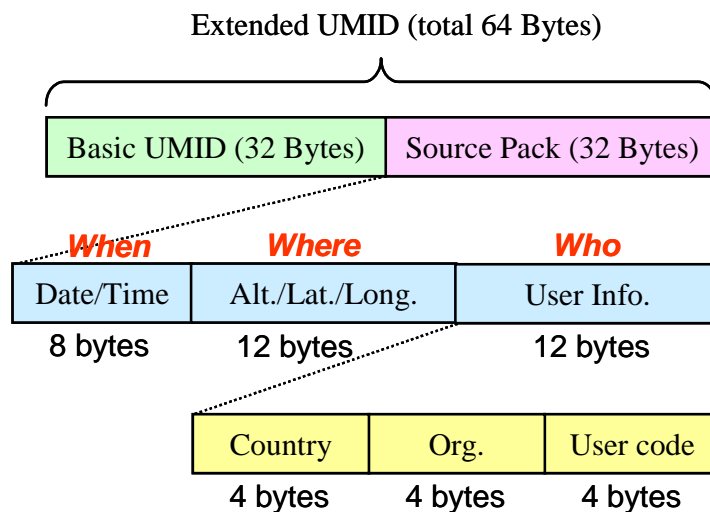 Extended UMID (total 64 Bytes)
Basic UMID (32 Bytes) Source Pack (32 Bytes)
When Where Who
Date/Time Alt./Lat./Long. User Info.
8 bytes 12 bytes 12 bytes
Country Org. User code
4 bytes 4 bytes 4 bytes